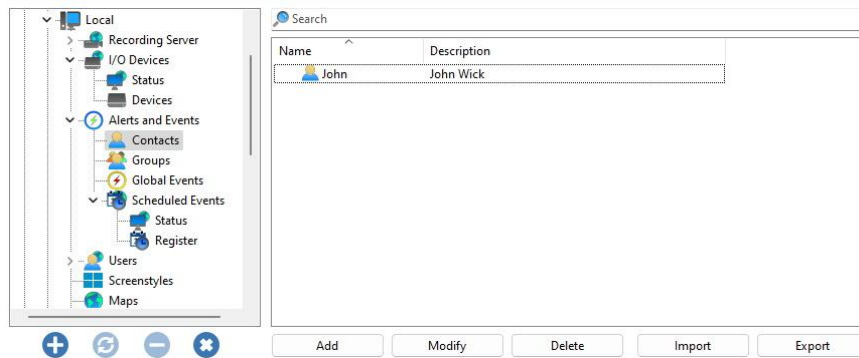 Local
Recording Server
I/O Devices
Status
Devices
Alerts and Events
Contacts
Groups
Global Events
Scheduled Events
Status
Register
Users
Screenstyles
Maps
Search
Name Description
John John Wick
Add Modify Delete Import Export